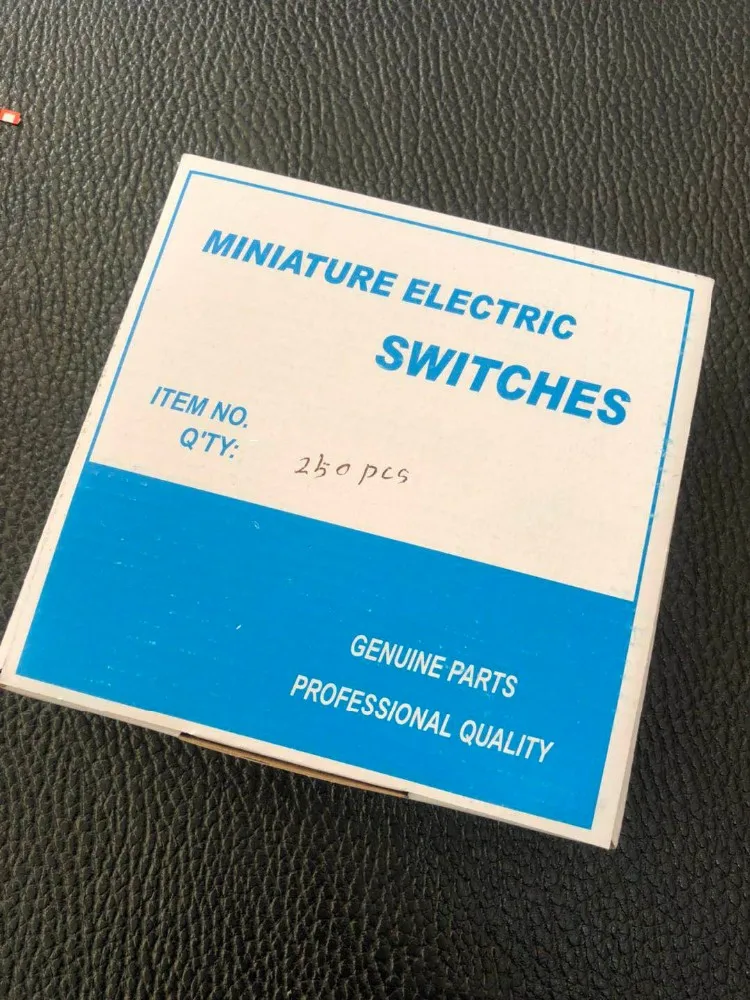 MINIATURE ELECTRIC
SWITCHES
ITEM NO.
Q'TY: 250 pcs
GENUINE PARTS
PROFESSIONAL QUALITY